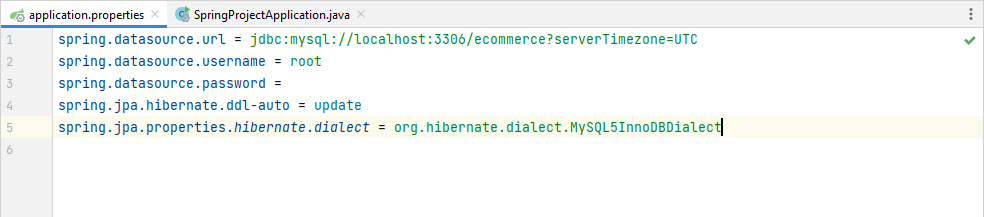 application.properties SpringProjectApplication.java
1 spring.datasource.url = jdbc:mysql://localhost:3306/ecommerce?serverTimezone=UTC
2 spring.datasource.username = root
3 spring.datasource.password =
4 spring.jpa.hibernate.ddl-auto = update
5 spring.jpa.properties.hibernate.dialect = org.hibernate.dialect.MySQL5InnoDBDialect
6